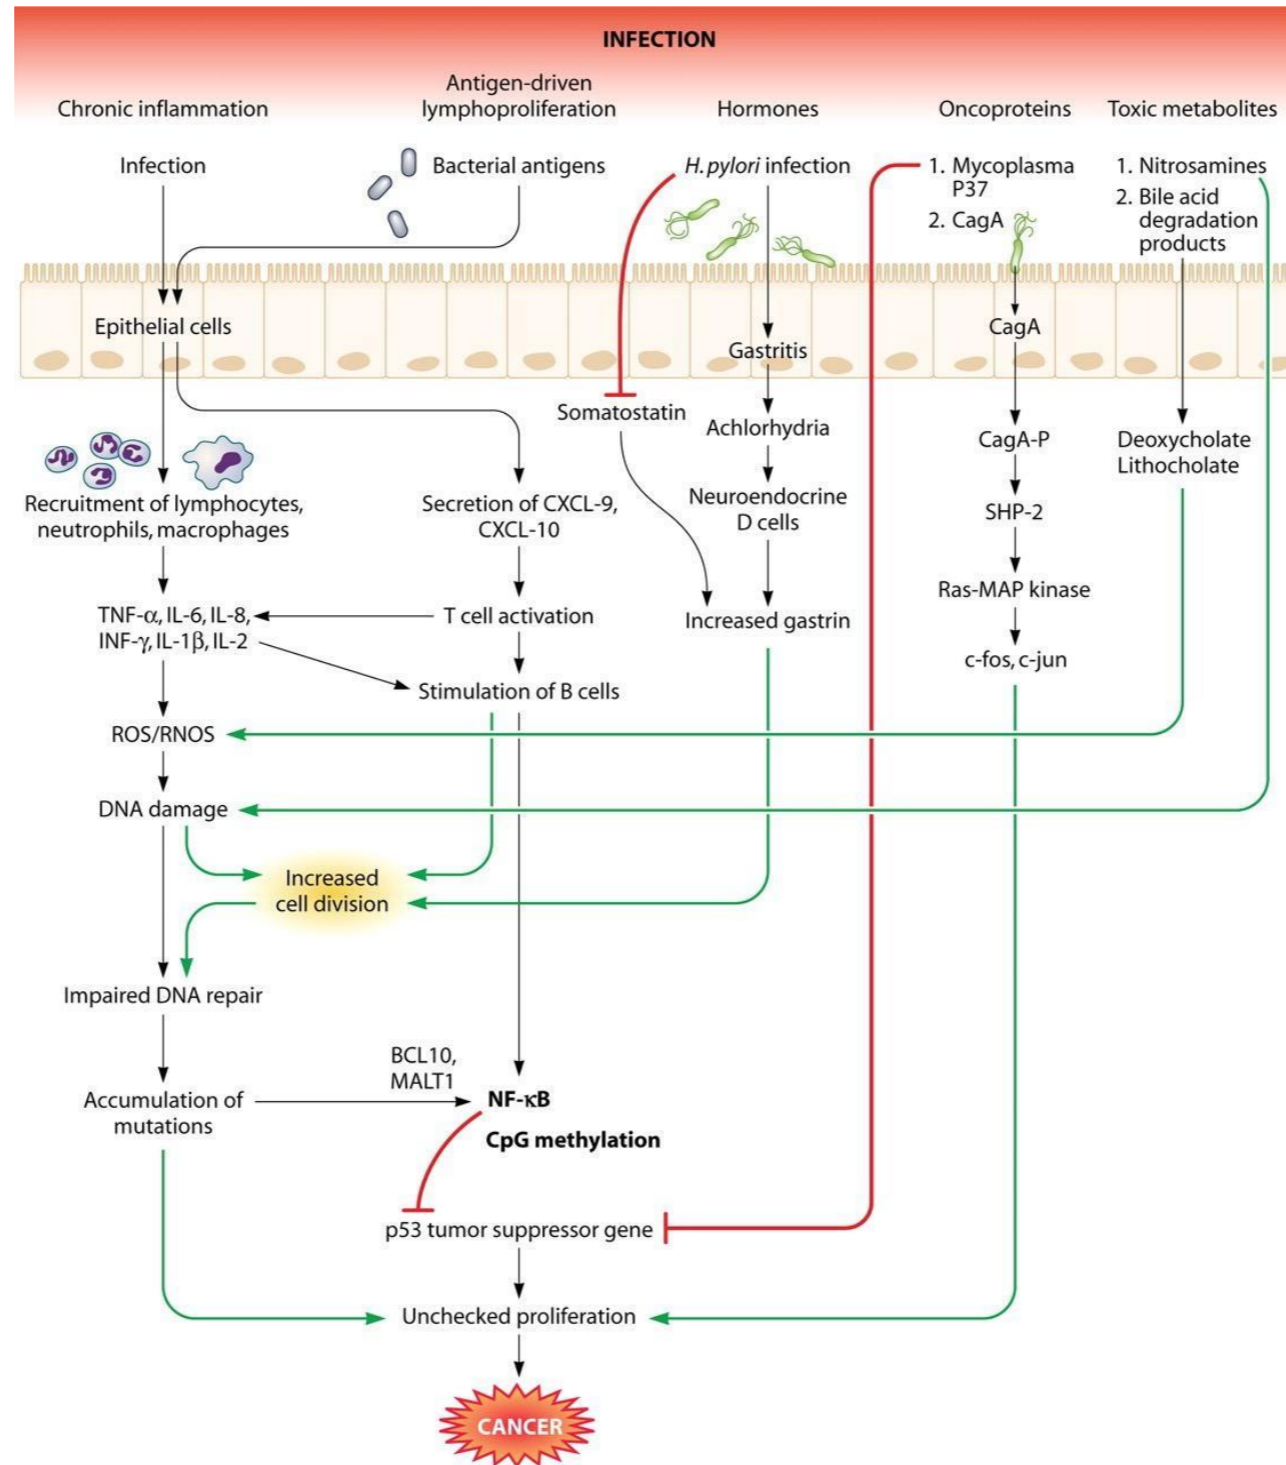 INFECTION
Chronic inflammation
Antigen-driven
lymphoproliferation
Hormones
Oncoproteins
Toxic metabolites
Infection
Bacterial antigens
H. pylori infection
1. Mycoplasma
P37
2. CagA
1. Nitrosamines
2. Bile acid
degradation
products
Epithelial cells
Gastritis
CagA
Somatostatin
Achlorhydria
CagA-P
Deoxycholate
Lithocholate
Recruitment of lymphocytes,
neutrophils, macrophages
Secretion of CXCL-9,
CXCL-10
Neuroendocrine
D cells
SHP-2
TNF-α, IL-6, IL-8,
INF-γ, IL-1β, IL-2
T cell activation
Increased gastrin
Ras-MAP kinase
c-fos, c-jun
Stimulation of B cells
ROS/RNOS
DNA damage
Increased
cell division
Impaired DNA repair
BCL10,
MALT1
Accumulation of
mutations
NF-κB
CpG methylation
p53 tumor suppressor gene
Unchecked proliferation
CANCER